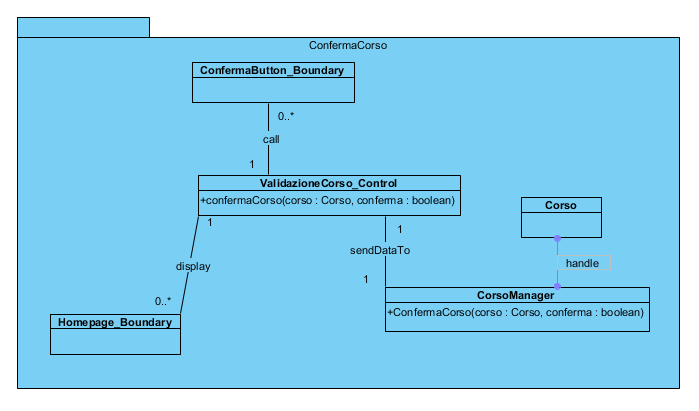 ConfermaCorso
ConfermaButton_Boundary
0..*
call
1
ValidazioneCorso_Control
+confermaCorso(corso : Corso, conferma : boolean)
Corso
1
1
sendDataTo
display
handle
1
0..*
CorsoManager
+ConfermaCorso(corso : Corso, conferma : boolean)
Homepage_Boundary